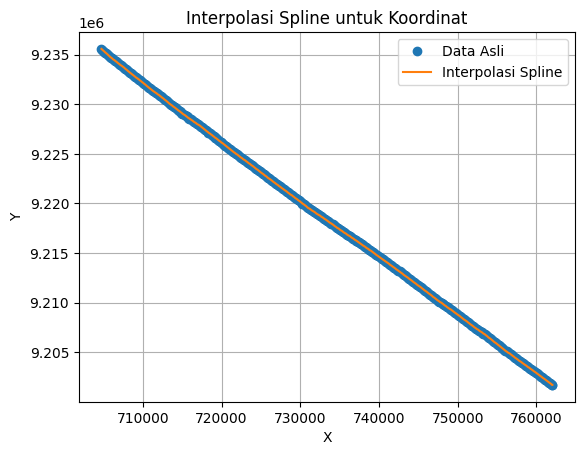 Interpolasi Spline untuk Koordinat
1e6
Data Asli
Interpolasi Spline
9.235
9.230
9.225
9.220
9.215
9.210
9.205
Y
710000 720000 730000 740000 750000 760000
X